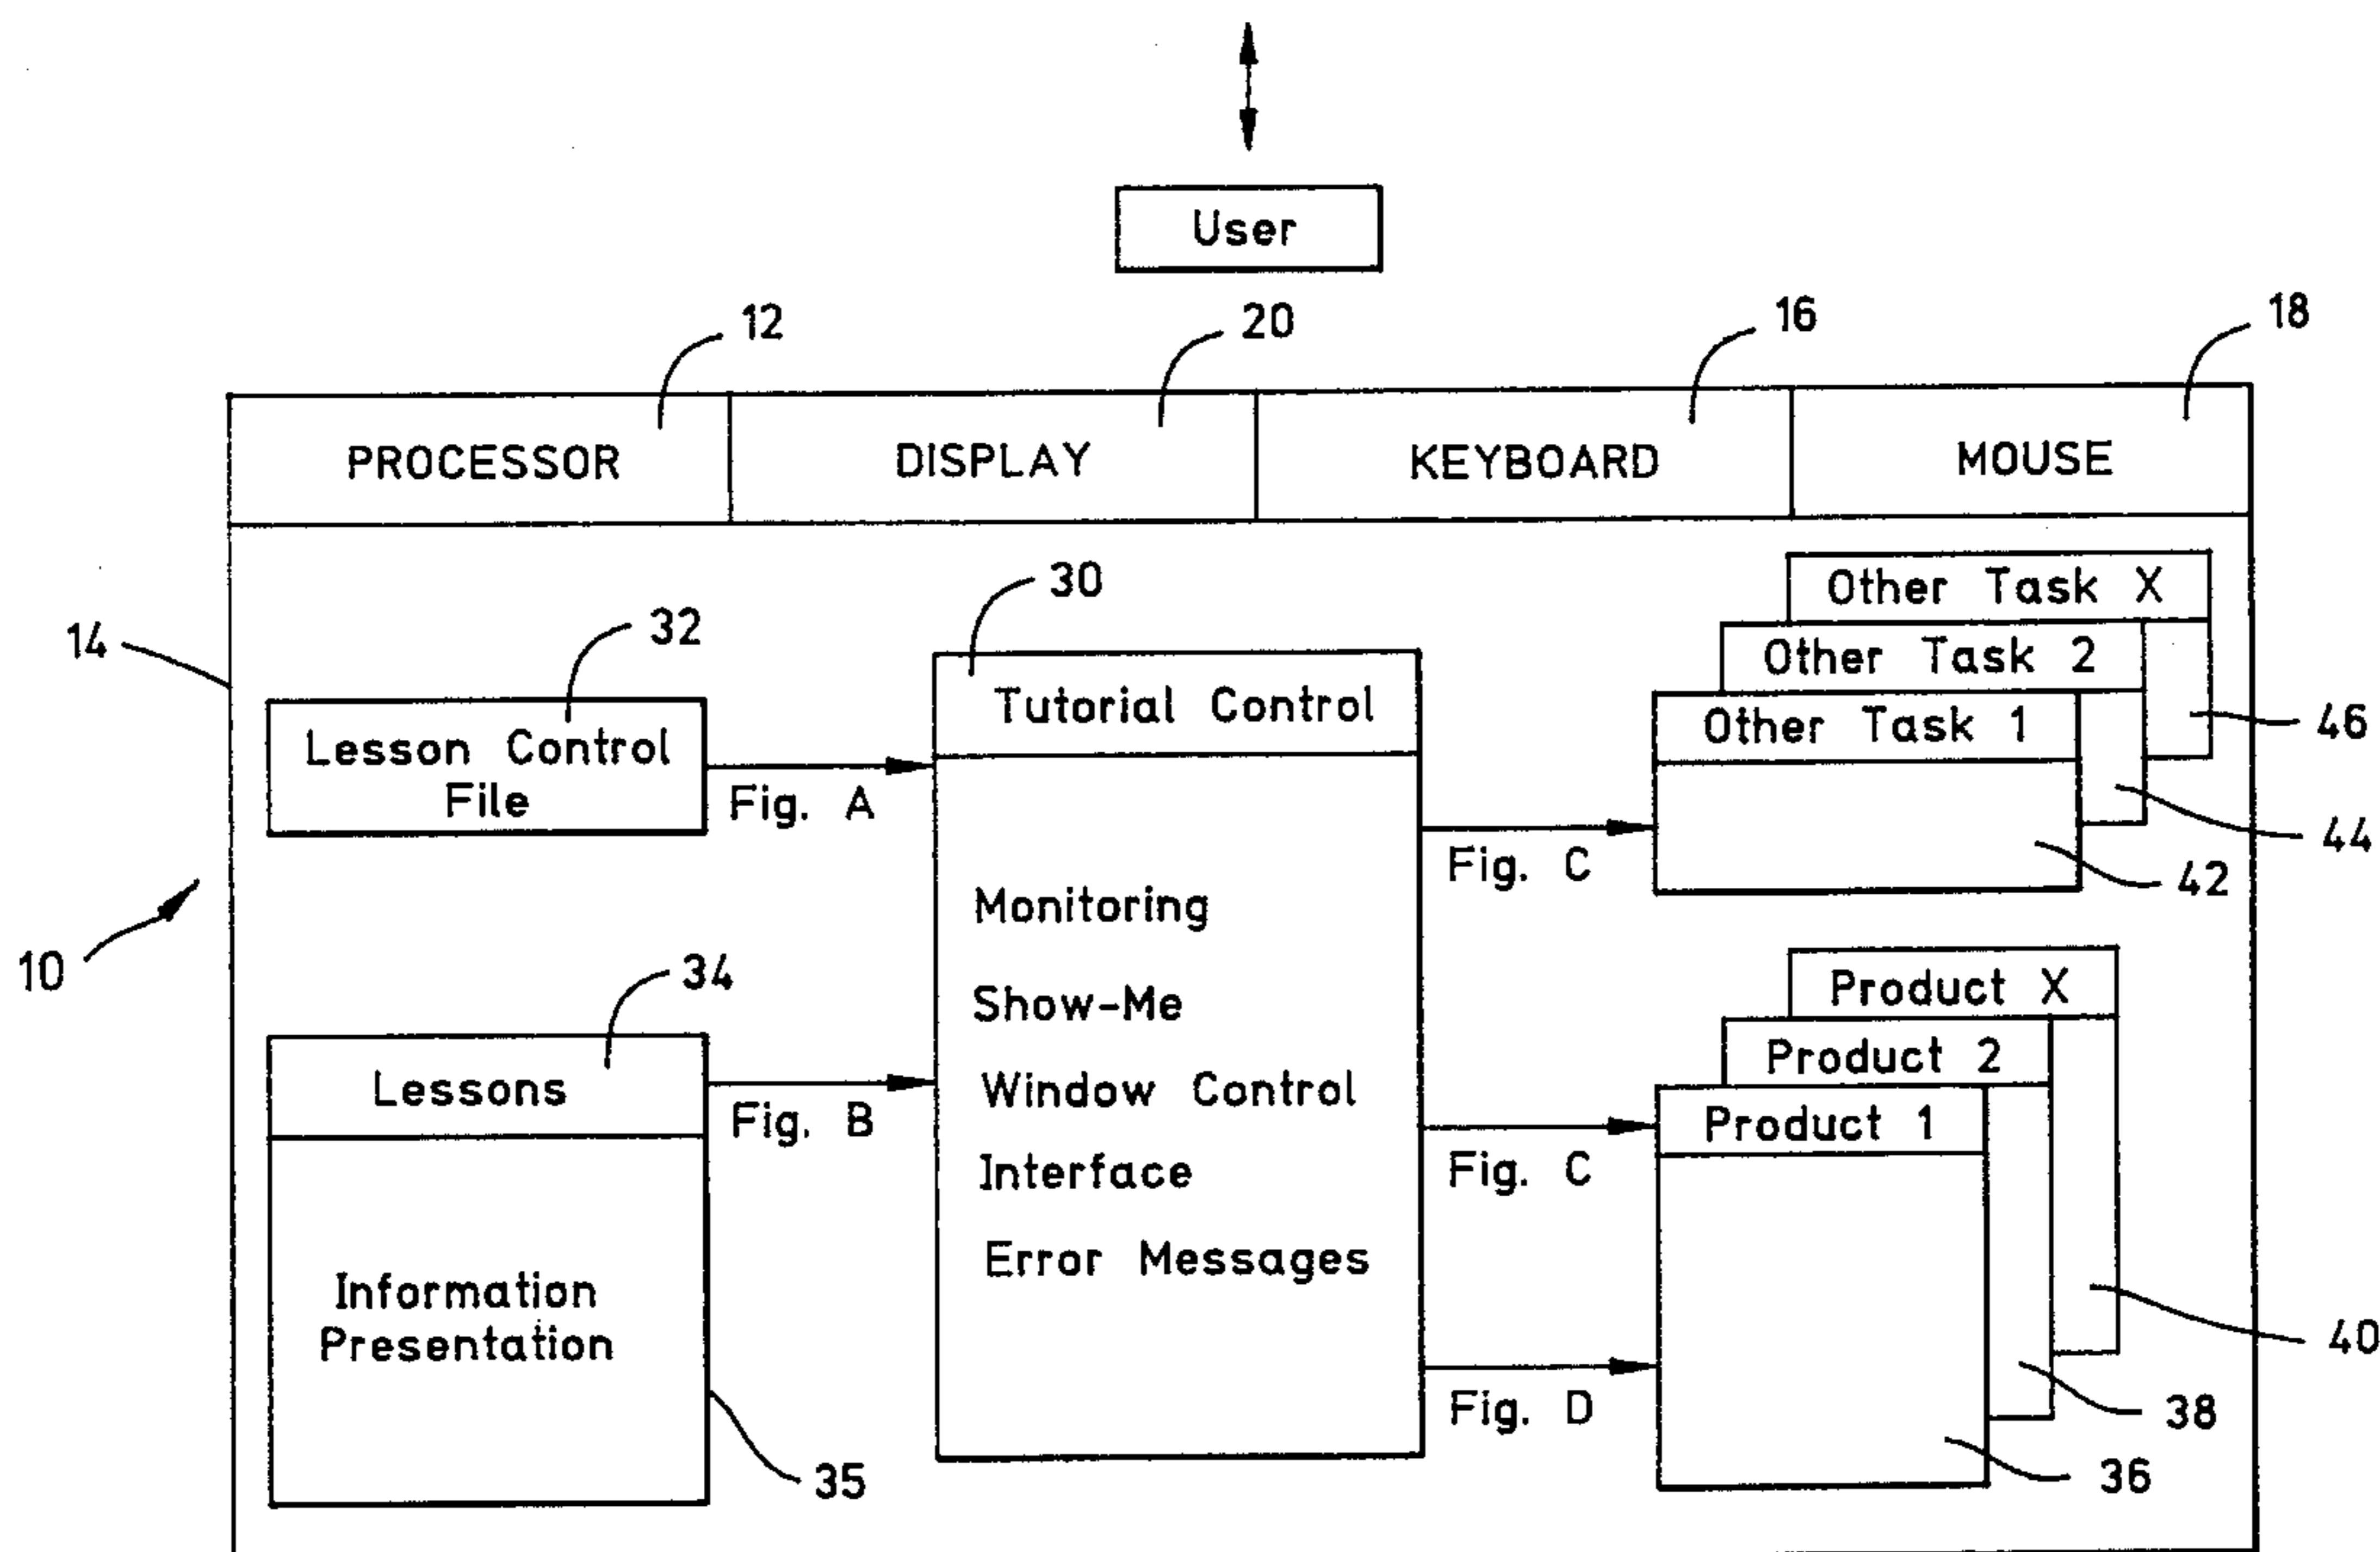 User
12
20
16
18
PROCESSOR
DISPLAY
KEYBOARD
MOUSE
14
32
Lesson Control
File
Fig. A
10
34
Lessons
Fig. B
Information
Presentation
35
30
Tutorial Control
Monitoring
Show-Me
Window Control
Interface
Error Messages
Fig. C
Other Task X
Other Task 2
Other Task 1
46
44
42
Fig. C
Fig. D
Product X
Product 2
Product 1
40
38
36